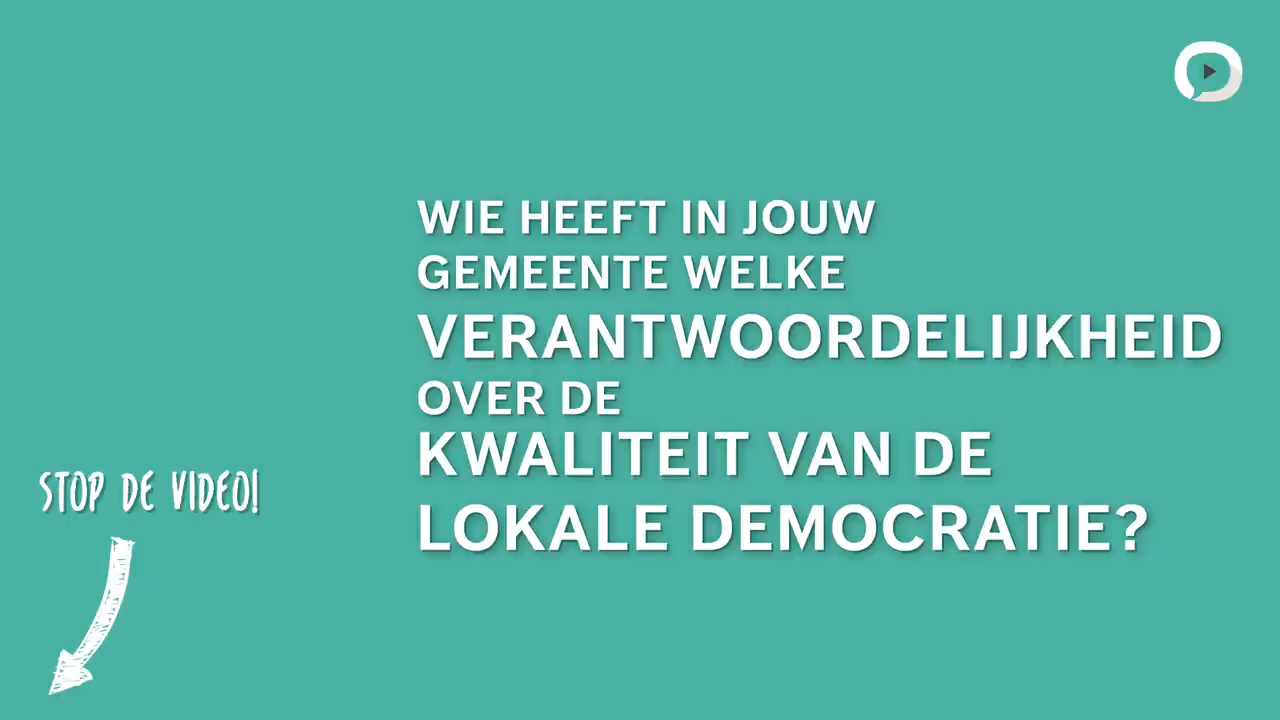 WIE HEEFT IN JOUW
GEMEENTE WELKE
VERANTWOORDELIJKHEID
OVER DE
KWALITEIT VAN DE
LOKALE DEMOCRATIE?
STOP DE VIDEO!